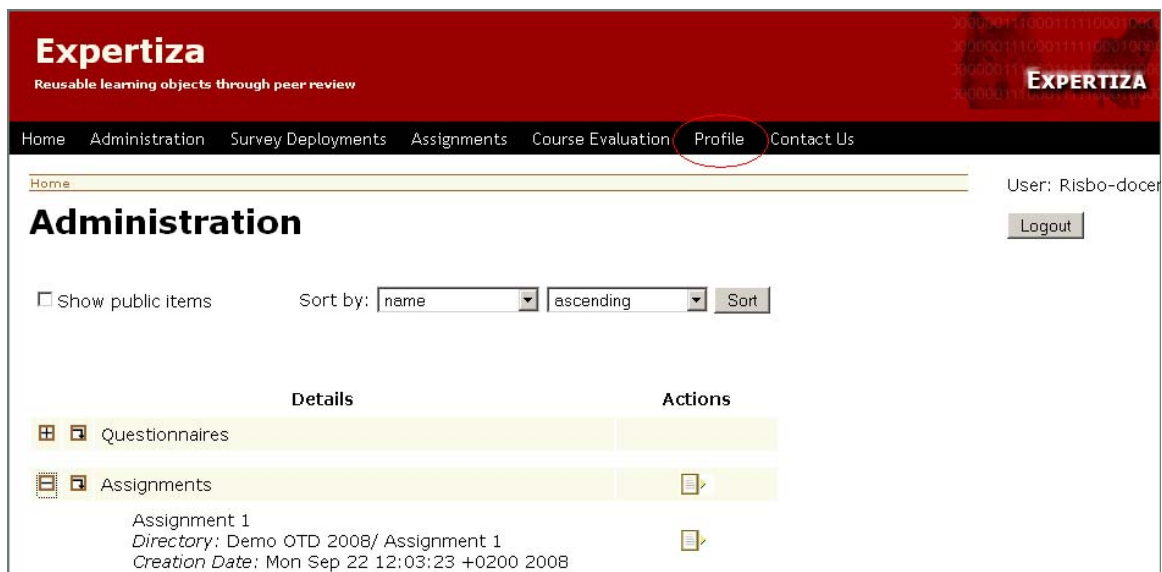 Expertiza
Reusable learning objects through peer review
EXPERTIZA
Home Administration Survey Deployments Assignments Course Evaluation Profile Contact Us
Home
User: Risbo-docer
Administration
Logout
Show public items Sort by: name ascending Sort
Details Actions
Questionnaires
Assignments
Assignment 1
Directory: Demo OTD 2008/ Assignment 1
Creation Date: Mon Sep 22 12:03:23 +0200 2008